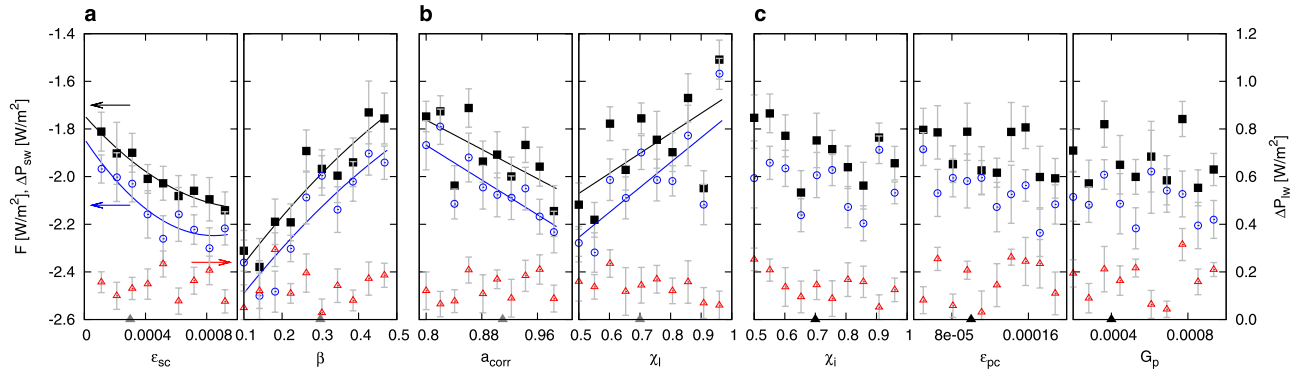 a b c
-1.4 1.2
-1.6 1.0
-1.8 0.8
-2.0 0.6
-2.2 0.4
-2.4 0.2
-2.6 0.0
F [W/m²], ΔP_sw [W/m²]
ΔP_lw [W/m²]
0 0.00004 0.00008 0.1 0.2 0.3 0.4 0.5 0.8 0.88 0.96 0.5 0.6 0.7 0.8 0.9 1 0.5 0.6 0.7 0.8 0.9 1 8e-05 0.00016 0.00004 0.00008
ε_sc β a_corr χ_l χ_i ε_pc G_p